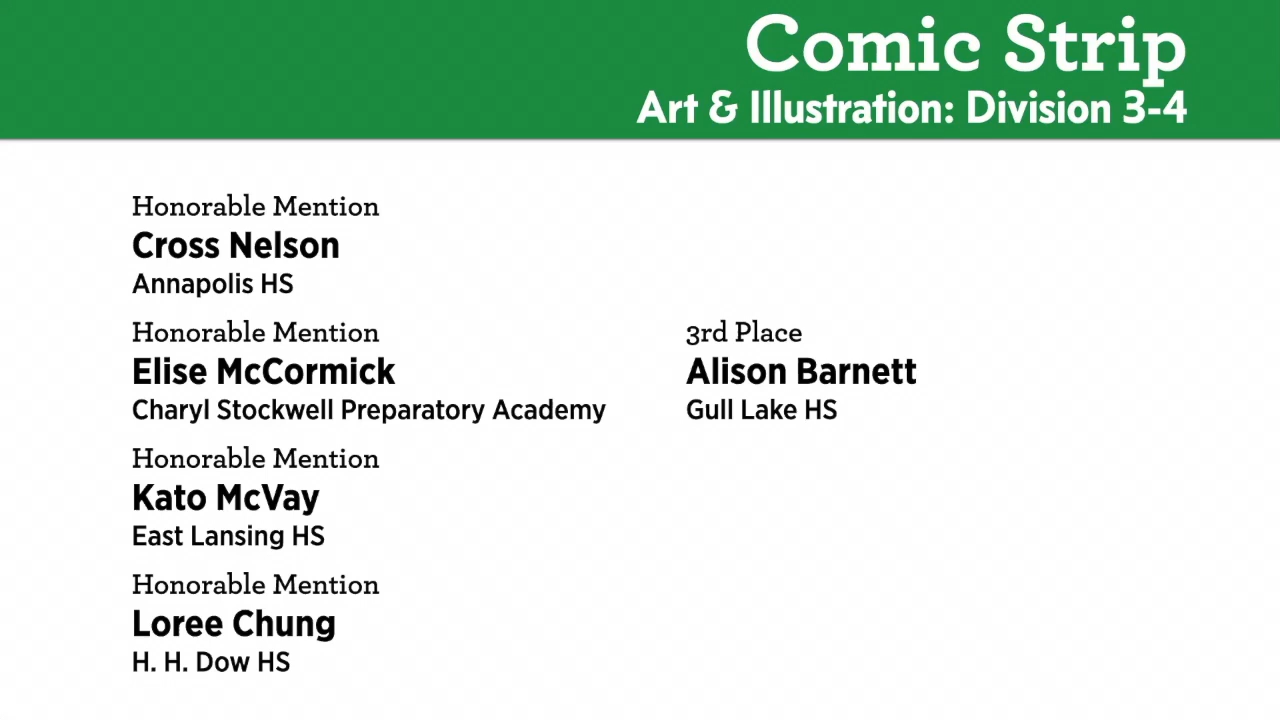 Comic Strip
Art & Illustration: Division 3-4
Honorable Mention
Cross Nelson
Annapolis HS
Honorable Mention
Elise McCormick
Charyl Stockwell Preparatory Academy
Honorable Mention
Kato McVay
East Lansing HS
Honorable Mention
Loree Chung
H. H. Dow HS
3rd Place
Alison Barnett
Gull Lake HS